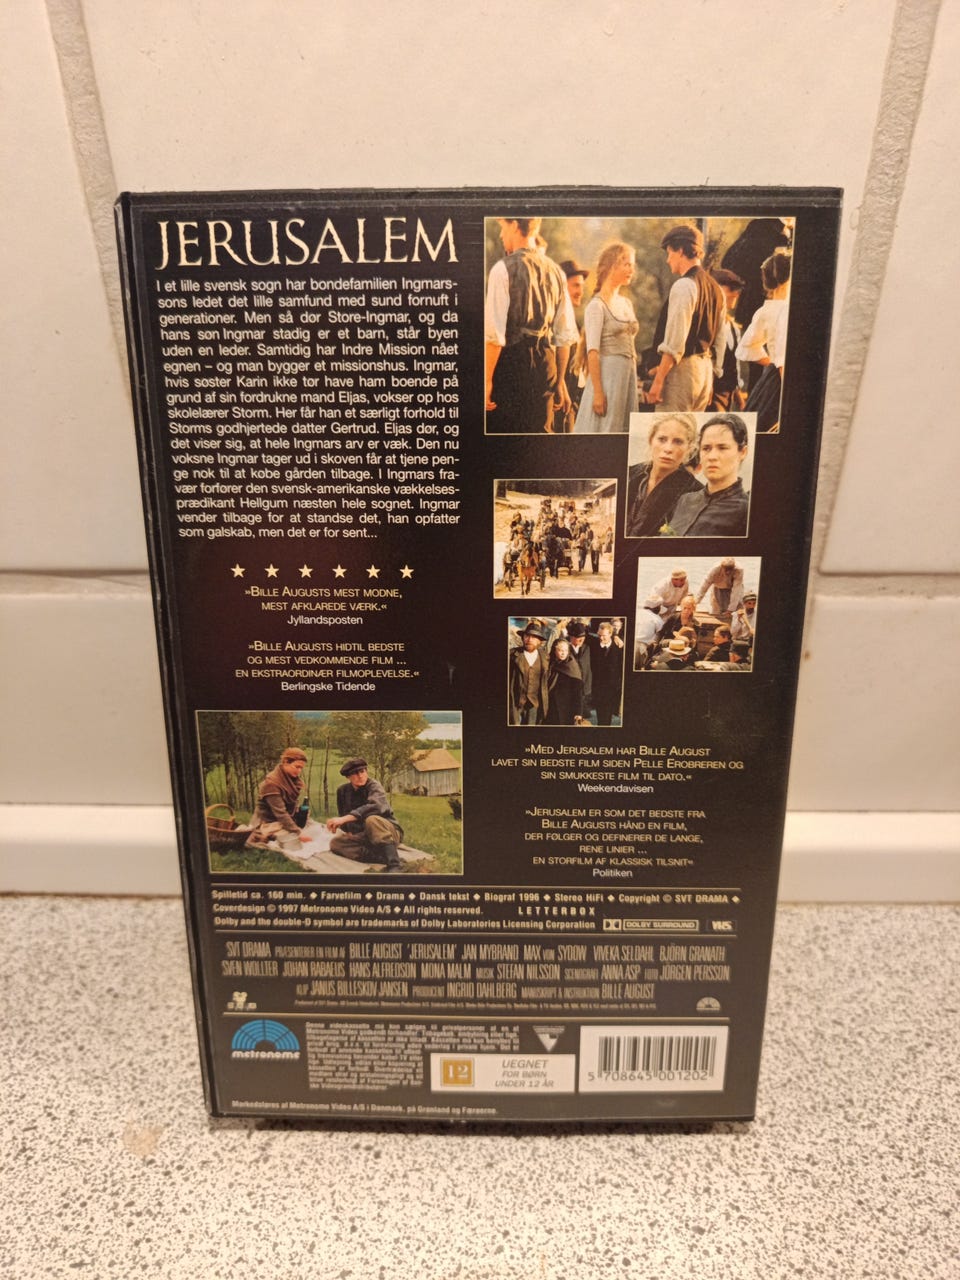 JERUSALEM
I et lille svensk sogn har bondefamilien Ingmars-
sons ledet det lille samfund med sund fornuft i
generationer. Men så dør Store-Ingmar, og da
hans søn Ingmar stadig er et barn, står byen
uden en leder. Samtidig har Indre Mission nået
egnen – og man bygger et missionshus. Ingmar,
hvis søster Karin ikke tør have ham boende på
grund af sin fordrukne mand Eljas, vokser op hos
skolelærer Storm. Her får han et særligt forhold til
Storms godhjertede datter Gertrud. Eljas dør, og
det viser sig, at hele Ingmars arv er væk. Den nu
voksne Ingmar tager ud i skoven får at tjene pen-
ge nok til at købe gården tilbage. I Ingmars fra-
vær forfører den svensk-amerikanske vækkelses-
prædikant Hellgum næsten hele sognet. Ingmar
vender tilbage for at standse det, han opfatter
som galskab, men det er for sent...
»BILLE AUGUSTS MEST MODNE,
MEST AFKLAREDE VÆRK.«
Jyllandsposten
»BILLE AUGUSTS HIDTIL BEDSTE
OG MEST VEDKOMMENDE FILM ...
EN EKSTRAORDINÆR FILMOPLEVELSE.«
Berlingske Tidende
»MED JERUSALEM HAR BILLE AUGUST
LAVET SIN BEDSTE FILM SIDEN PELLE EROBREREN OG
SIN SMUKKESTE FILM TIL DATO.«
Weekendavisen
»JERUSALEM ER SOM DET BEDSTE FRA
BILLE AUGUSTS HÅND EN FILM,
DER FØLGER OG DEFINERER DE LANGE,
RENE LINIER ...
EN STORFILM AF KLASSISK TILSNIT«
Politiken
Spilletid ca. 160 min. ◆ Farvefilm ◆ Drama ◆ Dansk tekst ◆ Biograf 1996 ◆ Stereo HiFi ◆ Copyright © SVT DRAMA ◆
Coverdesign © 1997 Metronome Video A/S ◆ All rights reserved. LETTERBOX
Dolby and the double-D symbol are trademarks of Dolby Laboratories Licensing Corporation DOLBY SURROUND VHS
SVT DRAMA PRÆSENTERER EN FILM AF BILLE AUGUST 'JERUSALEM' JAN MYBRAND MAX VON SYDOW VIVEKA SELDAHL BJÖRN GRANATH
SVEN WOLLTER JOHAN RABAEUS HANS ALFREDSON MONA MALM MUSIK STEFAN NILSSON SCENOGRAFI ANNA ASP FOTO JÖRGEN PERSSON
KLIP JANUS BILLESKOV JANSEN PRODUCENT INGRID DAHLBERG MANUSKRIPT & INSTRUKTION BILLE AUGUST
metronome
Denne videokassette må kun sælges til privatpersoner af en af
Metronome Video godkendt forhandler.
12
UEGNET
FOR BØRN
UNDER 12 ÅR
5 708645 001202
Markedsføres af Metronome Video A/S i Danmark, på Grønland og Færøerne.